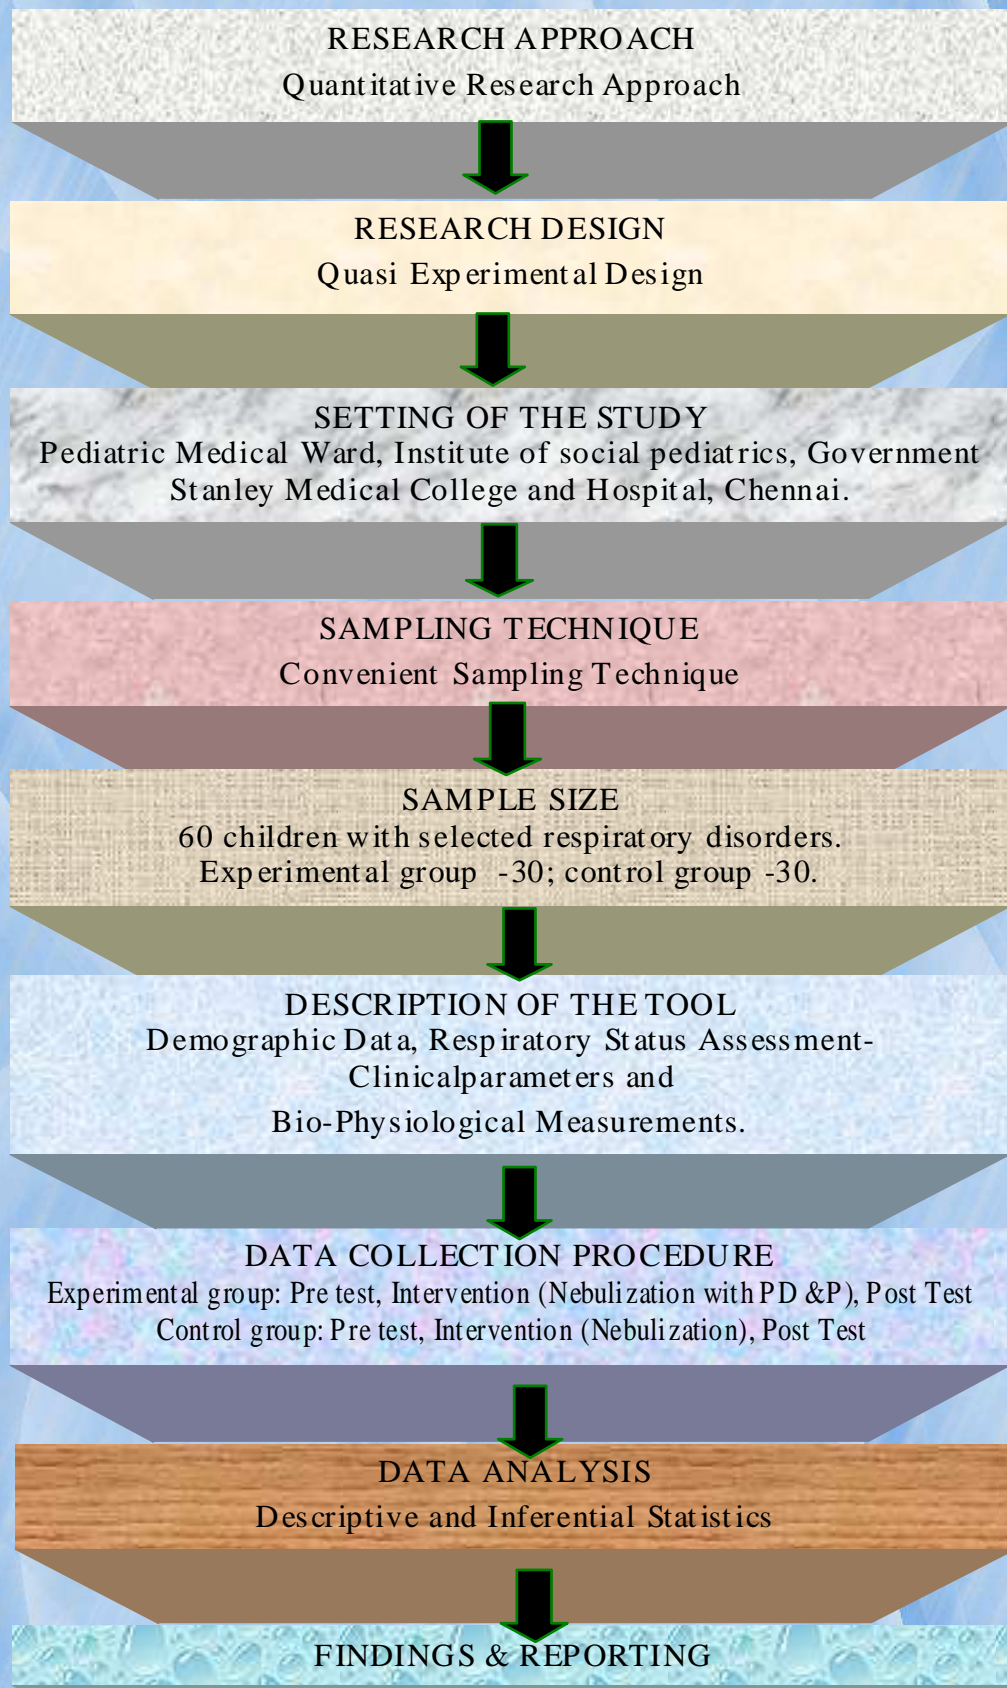 RESEARCH APPROACH
Quantitative Research Approach
RESEARCH DESIGN
Quasi Experimental Design
SETTING OF THE STUDY
Pediatric Medical Ward, Institute of social pediatrics, Government
Stanley Medical College and Hospital, Chennai.
SAMPLING TECHNIQUE
Convenient Sampling Technique
SAMPLE SIZE
60 children with selected respiratory disorders.
Experimental group -30; control group -30.
DESCRIPTION OF THE TOOL
Demographic Data, Respiratory Status Assessment-
Clinicalparameters and
Bio-Physiological Measurements.
DATA COLLECTION PROCEDURE
Experimental group: Pre test, Intervention (Nebulization with PD &P), Post Test
Control group: Pre test, Intervention (Nebulization), Post Test
DATA ANALYSIS
Descriptive and Inferential Statistics
FINDINGS & REPORTING